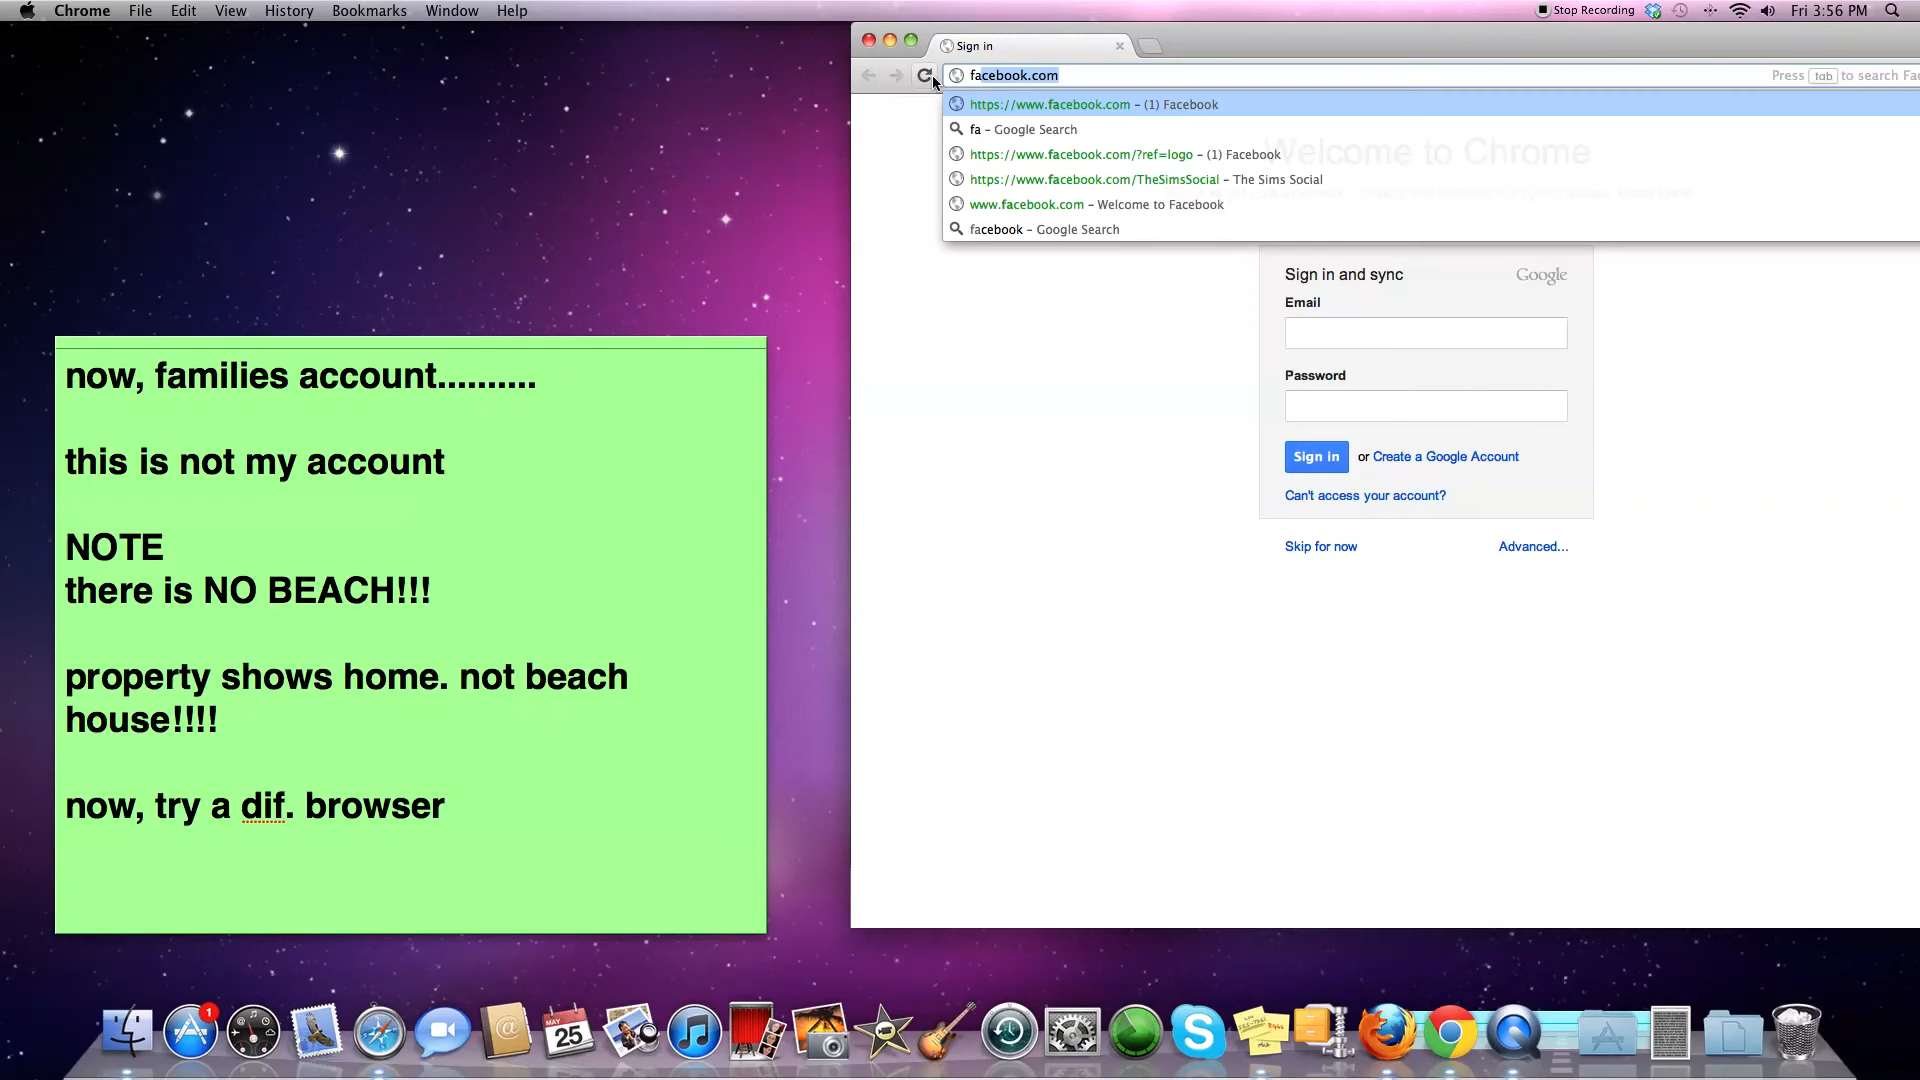 Chrome File Edit View History Bookmarks Window Help
Stop Recording
Fri 3:56 PM
Sign in
facebook.com
Press tab to search Fac
https://www.facebook.com – (1) Facebook
fa – Google Search
https://www.facebook.com/?ref=logo – (1) Facebook
https://www.facebook.com/TheSimsSocial – The Sims Social
www.facebook.com – Welcome to Facebook
facebook – Google Search
Welcome to Chrome
Sign in and sync
Google
Email
Password
Sign in or Create a Google Account
Can't access your account?
Skip for now
Advanced...
now, families account..........
this is not my account
NOTE
there is NO BEACH!!!
property shows home. not beach
house!!!!
now, try a dif. browser
1
MAY
25